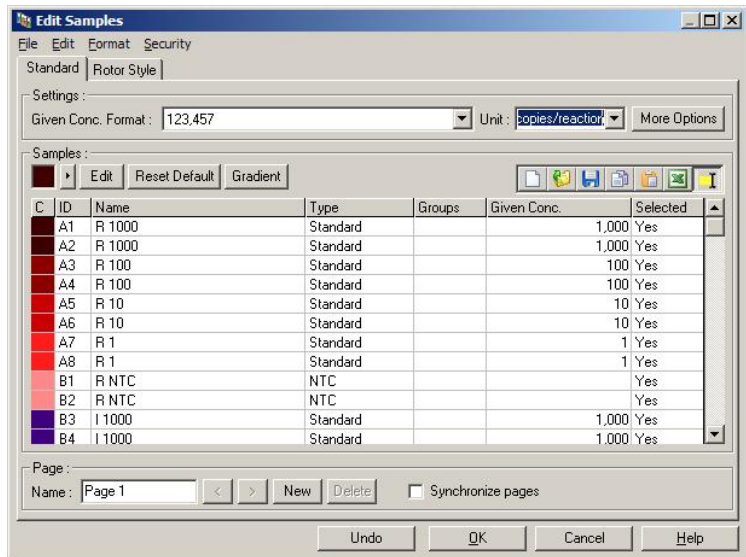 Edit Samples
File Edit Format Security
Standard Rotor Style
Settings :
Given Conc. Format : 123,457 Unit : copies/reaction More Options
Samples :
Edit Reset Default Gradient
C ID Name Type Groups Given Conc. Selected
A1 R 1000 Standard 1,000 Yes
A2 R 1000 Standard 1,000 Yes
A3 R 100 Standard 100 Yes
A4 R 100 Standard 100 Yes
A5 R 10 Standard 10 Yes
A6 R 10 Standard 10 Yes
A7 R 1 Standard 1 Yes
A8 R 1 Standard 1 Yes
B1 R NTC NTC Yes
B2 R NTC NTC Yes
B3 I 1000 Standard 1,000 Yes
B4 I 1000 Standard 1,000 Yes
Page :
Name : Page 1 < > New Delete Synchronize pages
Undo OK Cancel Help